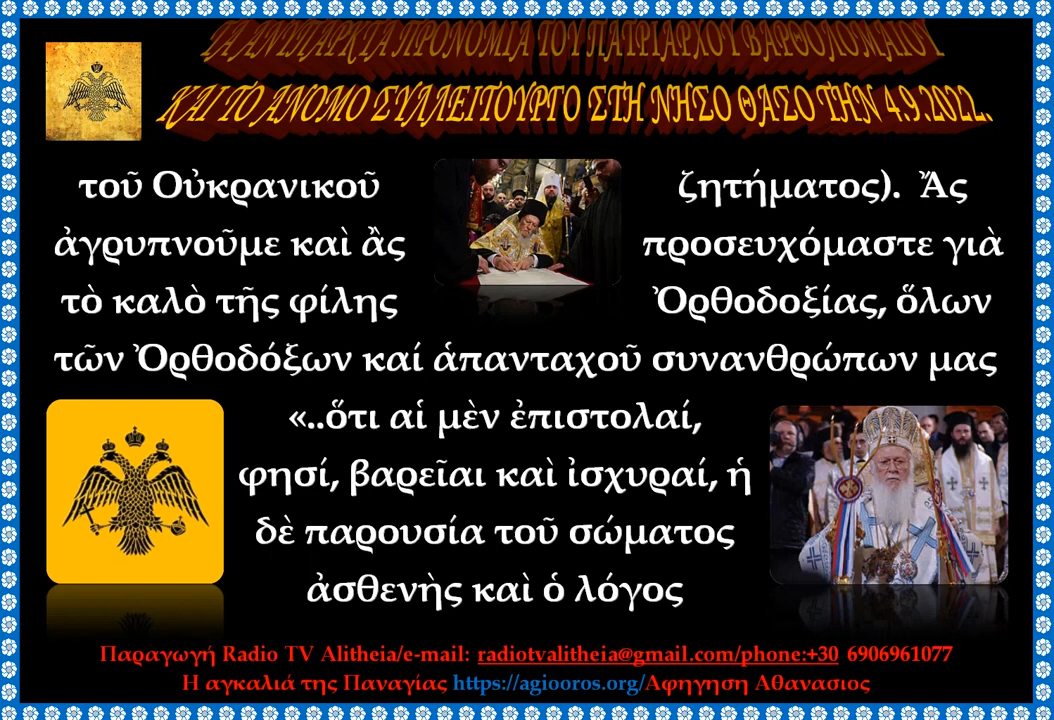 ΤΑ ΑΝΥΠΑΡΚΤΑ ΠΡΟΝΟΜΙΑ ΤΟΥ ΠΑΤΡΙΑΡΧΟΥ ΒΑΡΘΟΛΟΜΑΙΟΥ
ΚΑΙ ΤΟ ΑΝΟΜΟ ΣΥΛΛΕΙΤΟΥΡΓΟ ΣΤΗ ΝΗΣΟ ΘΑΣΟ ΤΗΝ 4.9.2022.
τοῦ Οὐκρανικοῦ ζητήματος). Ἄς
ἀγρυπνοῦμε καὶ ἂς προσευχόμαστε γιὰ
τὸ καλὸ τῆς φίλης Ὀρθοδοξίας, ὅλων
τῶν Ὀρθοδόξων καί ἁπανταχοῦ συνανθρώπων μας
«..ὅτι αἱ μὲν ἐπιστολαί,
φησί, βαρεῖαι καὶ ἰσχυραί, ἡ
δὲ παρουσία τοῦ σώματος
ἀσθενὴς καὶ ὁ λόγος
Παραγωγή Radio TV Alitheia/e-mail: radiotvalitheia@gmail.com/phone:+30 6906961077
Η αγκαλιά της Παναγίας https://agiooros.org/Αφηγηση Αθανασιος